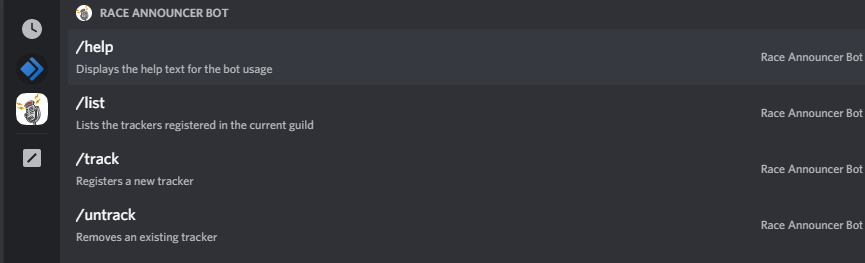 RACE ANNOUNCER BOT
/help
Displays the help text for the bot usage
Race Announcer Bot
/list
Lists the trackers registered in the current guild
Race Announcer Bot
/track
Registers a new tracker
Race Announcer Bot
/untrack
Removes an existing tracker
Race Announcer Bot